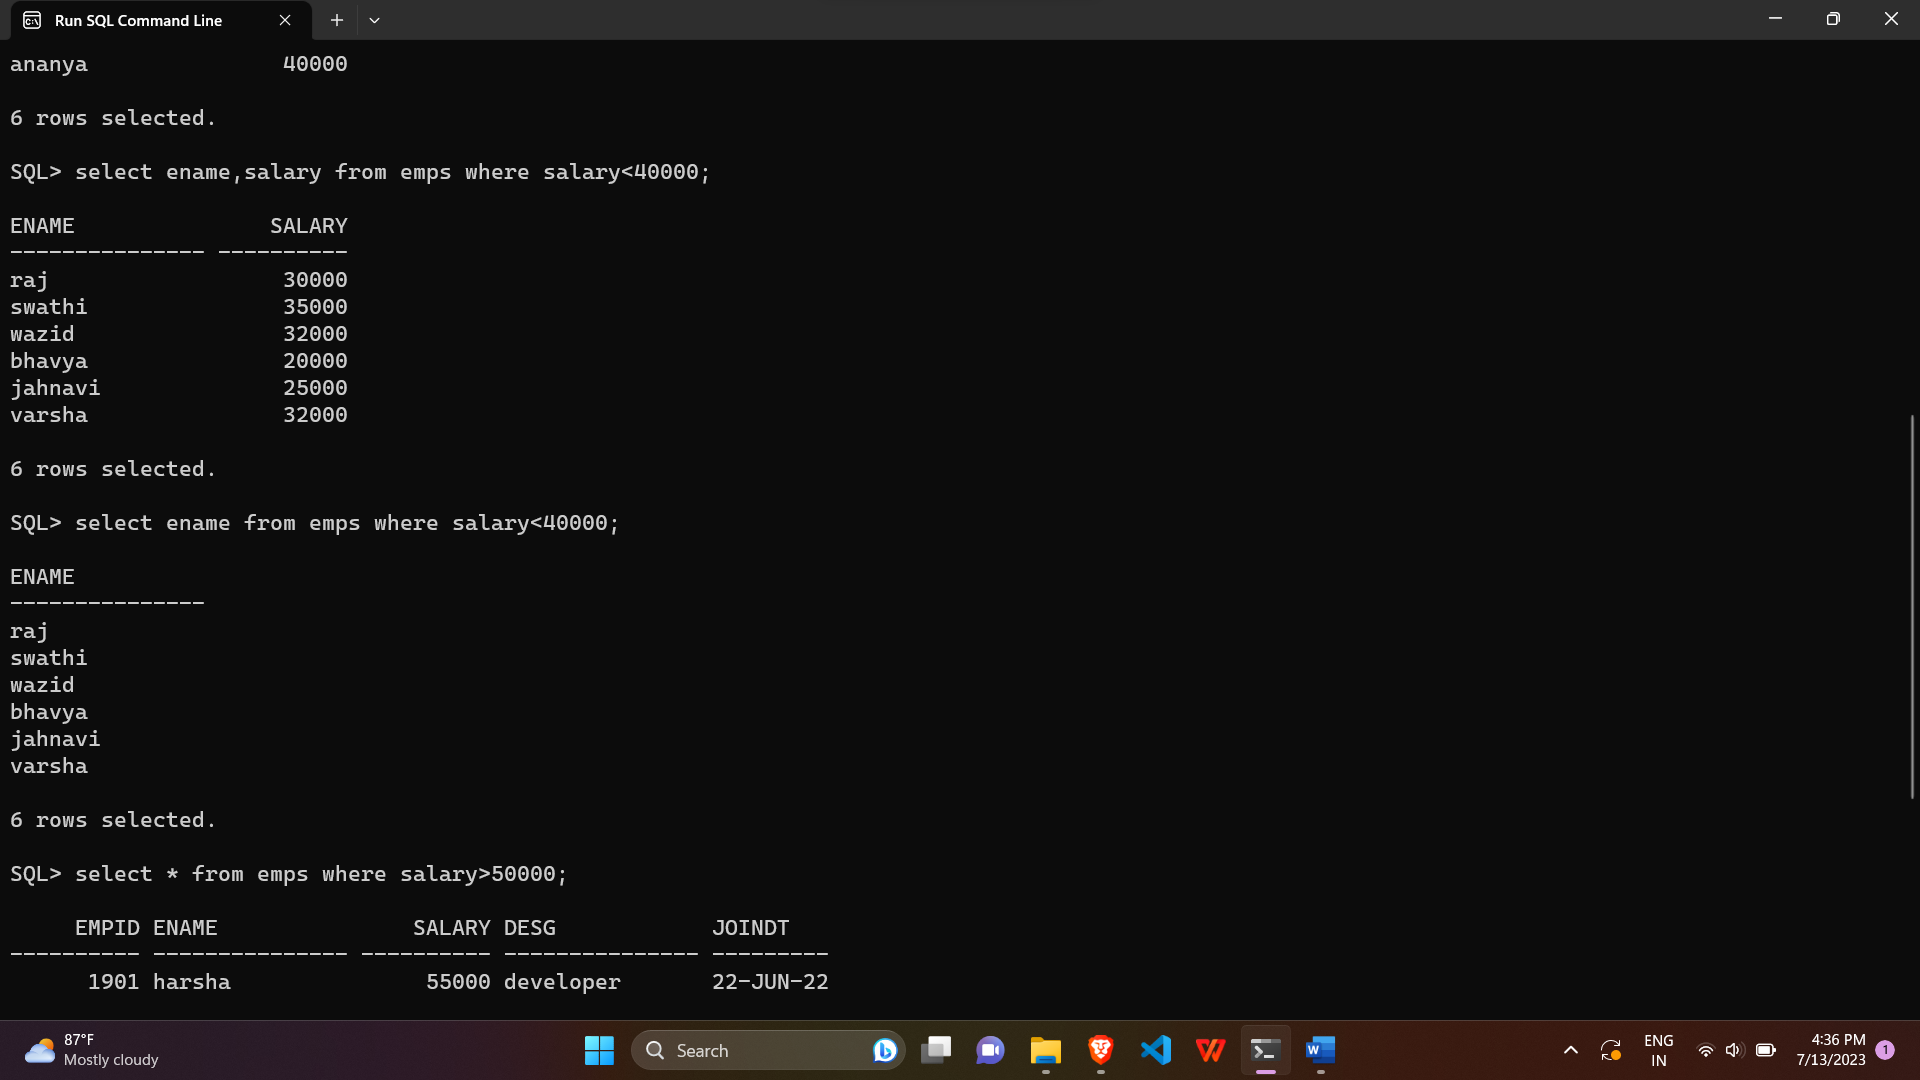 Run SQL Command Line
ananya               40000

6 rows selected.

SQL> select ename,salary from emps where salary<40000;

ENAME               SALARY
--------------- ----------
raj                  30000
swathi               35000
wazid                32000
bhavya               20000
jahnavi              25000
varsha               32000

6 rows selected.

SQL> select ename from emps where salary<40000;

ENAME
---------------
raj
swathi
wazid
bhavya
jahnavi
varsha

6 rows selected.

SQL> select * from emps where salary>50000;

     EMPID ENAME               SALARY DESG            JOINDT
---------- --------------- ---------- --------------- ---------
      1901 harsha               55000 developer       22-JUN-22
87°F
Mostly cloudy
Search
ENG
IN
4:36 PM
7/13/2023
1